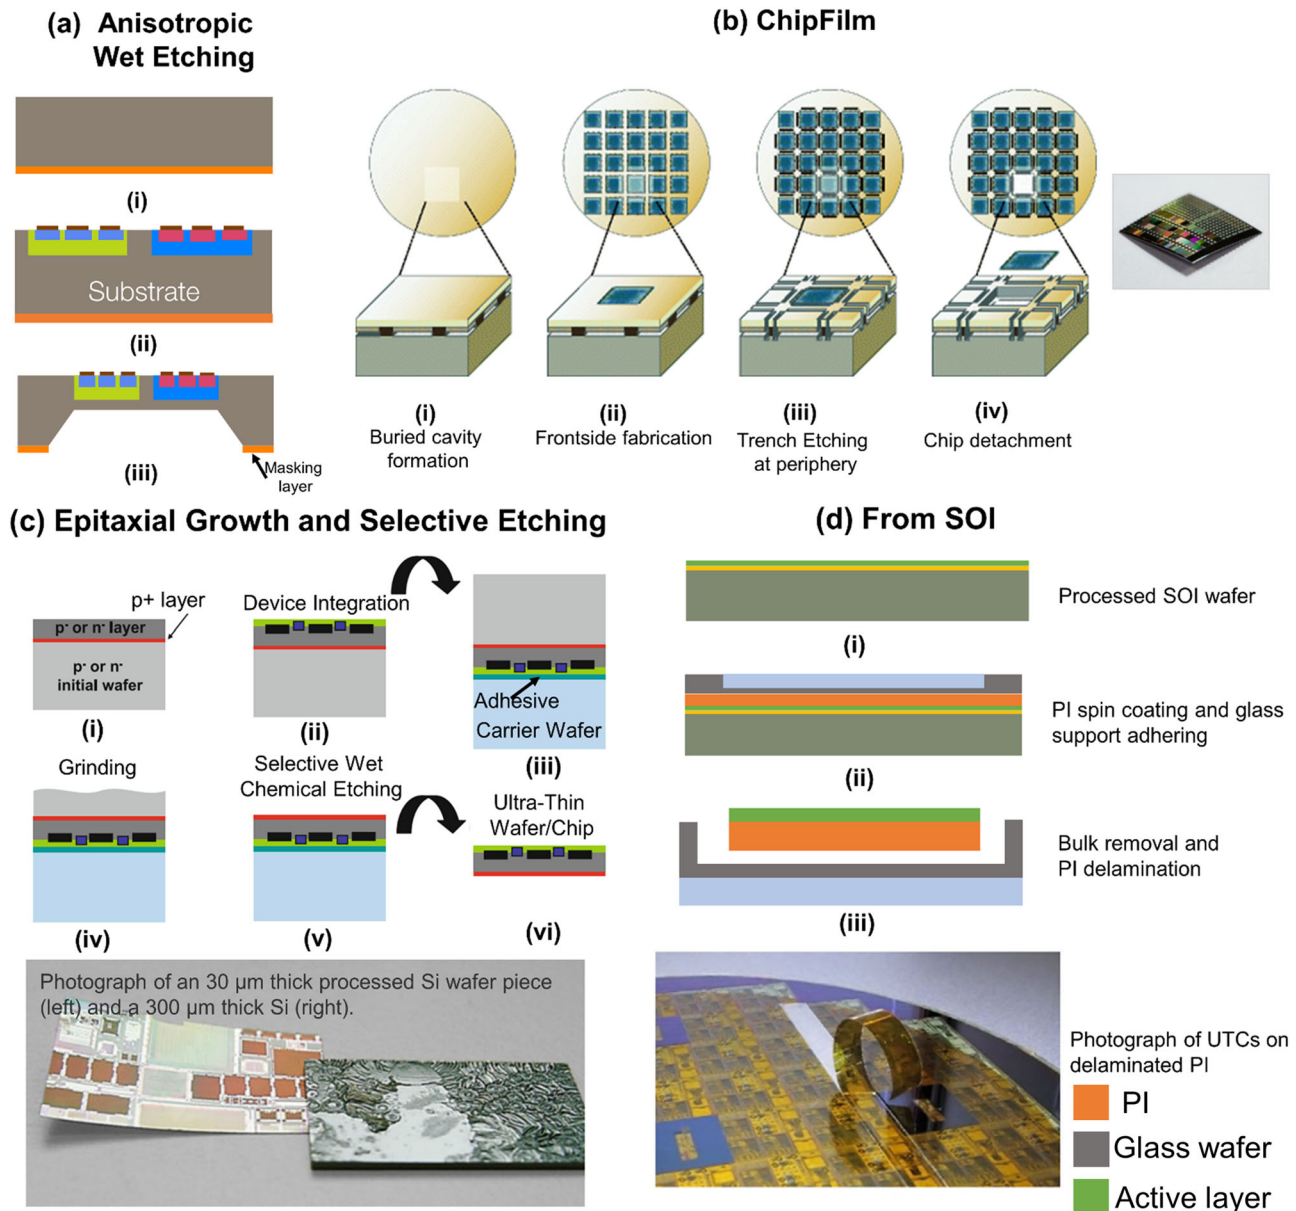 (a) Anisotropic
Wet Etching
(i)
Substrate
(ii)
(iii)
Masking
layer
(b) ChipFilm
(i)
Buried cavity
formation
(ii)
Frontside fabrication
(iii)
Trench Etching
at periphery
(iv)
Chip detachment
(c) Epitaxial Growth and Selective Etching
p+ layer
p- or n- layer
p- or n-
initial wafer
(i)
Device Integration
(ii)
Adhesive
Carrier Wafer
(iii)
Grinding
(iv)
Selective Wet
Chemical Etching
(v)
Ultra-Thin
Wafer/Chip
(vi)
Photograph of an 30 µm thick processed Si wafer piece
(left) and a 300 µm thick Si (right).
(d) From SOI
Processed SOI wafer
(i)
PI spin coating and glass
support adhering
(ii)
Bulk removal and
PI delamination
(iii)
Photograph of UTCs on
delaminated PI
PI
Glass wafer
Active layer